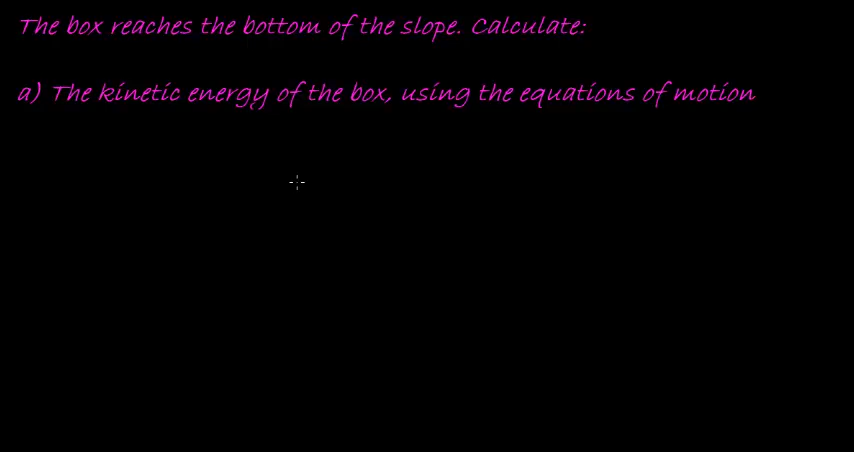 The box reaches the bottom of the slope. Calculate:
a) The kinetic energy of the box, using the equations of motion